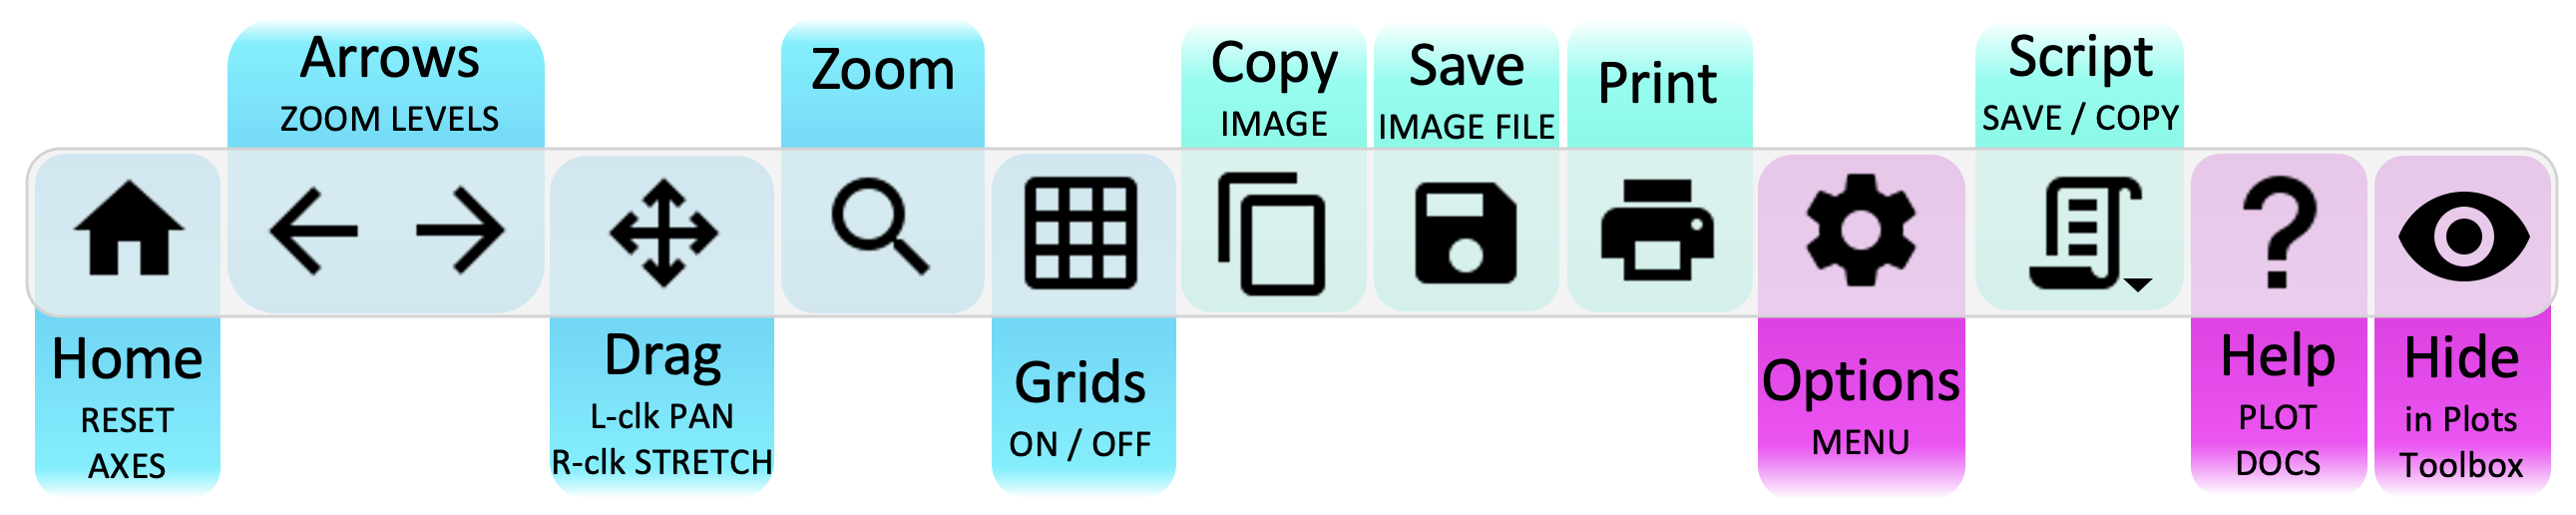 Arrows
ZOOM LEVELS
Zoom
Copy
IMAGE
Save
IMAGE FILE
Print
Script
SAVE / COPY
Home
RESET
AXES
Drag
L-clk PAN
R-clk STRETCH
Grids
ON / OFF
Options
MENU
Help
PLOT
DOCS
Hide
in Plots
Toolbox